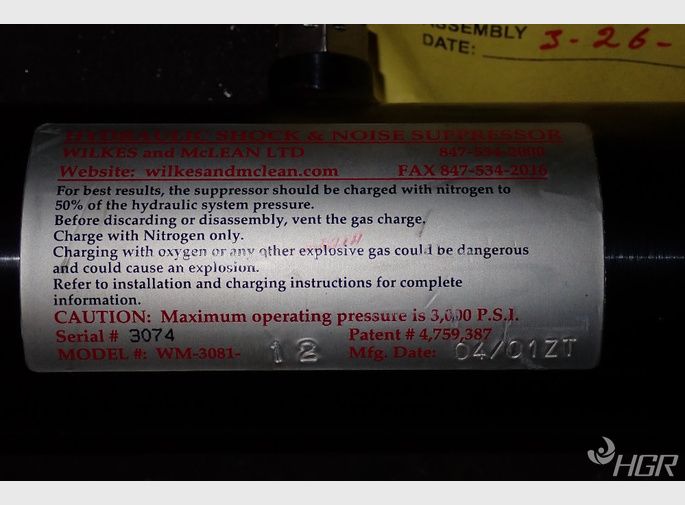 ASSEMBLY
DATE: 3-26-
HYDRAULIC SHOCK & NOISE SUPPRESSOR
WILKES and McLEAN LTD 847-534-2000
Website: wilkesandmclean.com FAX 847-534-2016
For best results, the suppressor should be charged with nitrogen to
50% of the hydraulic system pressure.
Before discarding or disassembly, vent the gas charge.
Charge with Nitrogen only.
Charging with oxygen or any other explosive gas could be dangerous
and could cause an explosion.
Refer to installation and charging instructions for complete
information.
CAUTION: Maximum operating pressure is 3,000 P.S.I.
Serial # 3074 Patent # 4,759,387
MODEL #: WM-3081- 12 Mfg. Date: 04/01ZT
HGR